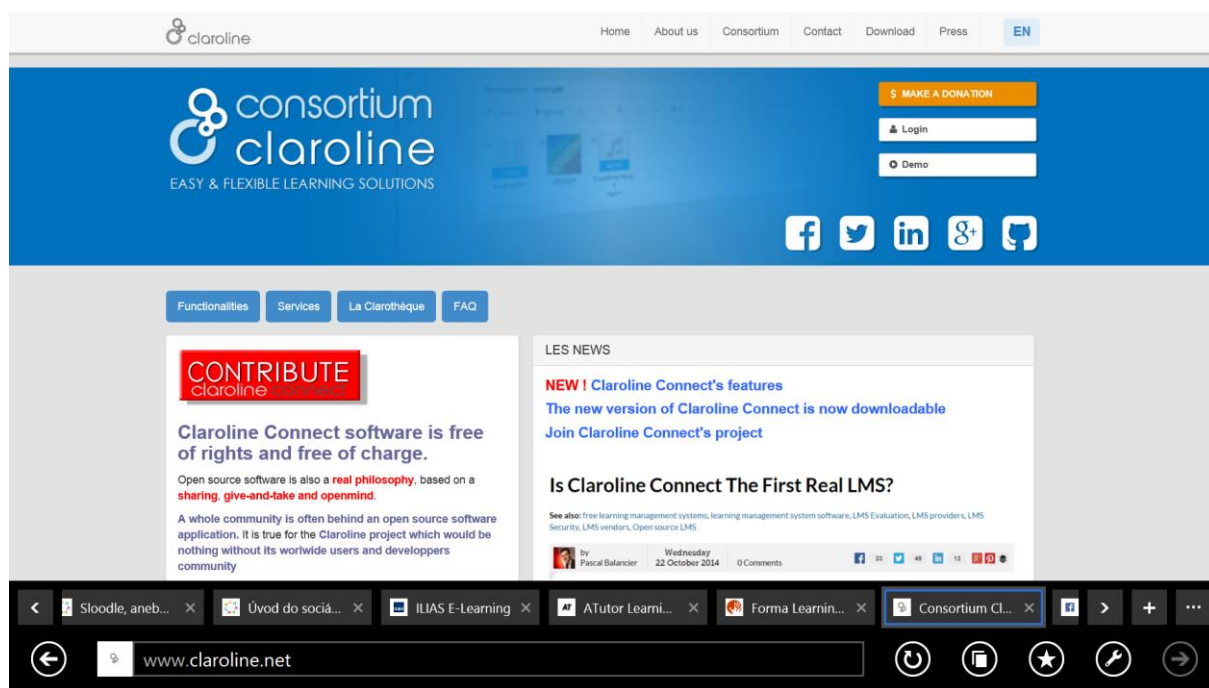 claroline
Home About us Consortium Contact Download Press EN
consortium
claroline
EASY & FLEXIBLE LEARNING SOLUTIONS
$ MAKE A DONATION
Login
Demo
Functionalities Services La Clarothèque FAQ
CONTRIBUTE
claroline connect
Claroline Connect software is free
of rights and free of charge.
Open source software is also a real philosophy, based on a
sharing, give-and-take and openmind.
A whole community is often behind an open source software
application. It is true for the Claroline project which would be
nothing without its worlwide users and developpers
community
LES NEWS
NEW ! Claroline Connect's features
The new version of Claroline Connect is now downloadable
Join Claroline Connect's project
Is Claroline Connect The First Real LMS?
See also: free learning management systems, learning management system software, LMS Evaluation, LMS providers, LMS
Security, LMS vendors, Open source LMS
by
Pascal Balancier
Wednesday
22 October 2014
0 Comments
Sloodle, aneb... Úvod do sociá... ILIAS E-Learning ATutor Learni... Forma Learnin... Consortium Cl...
www.claroline.net